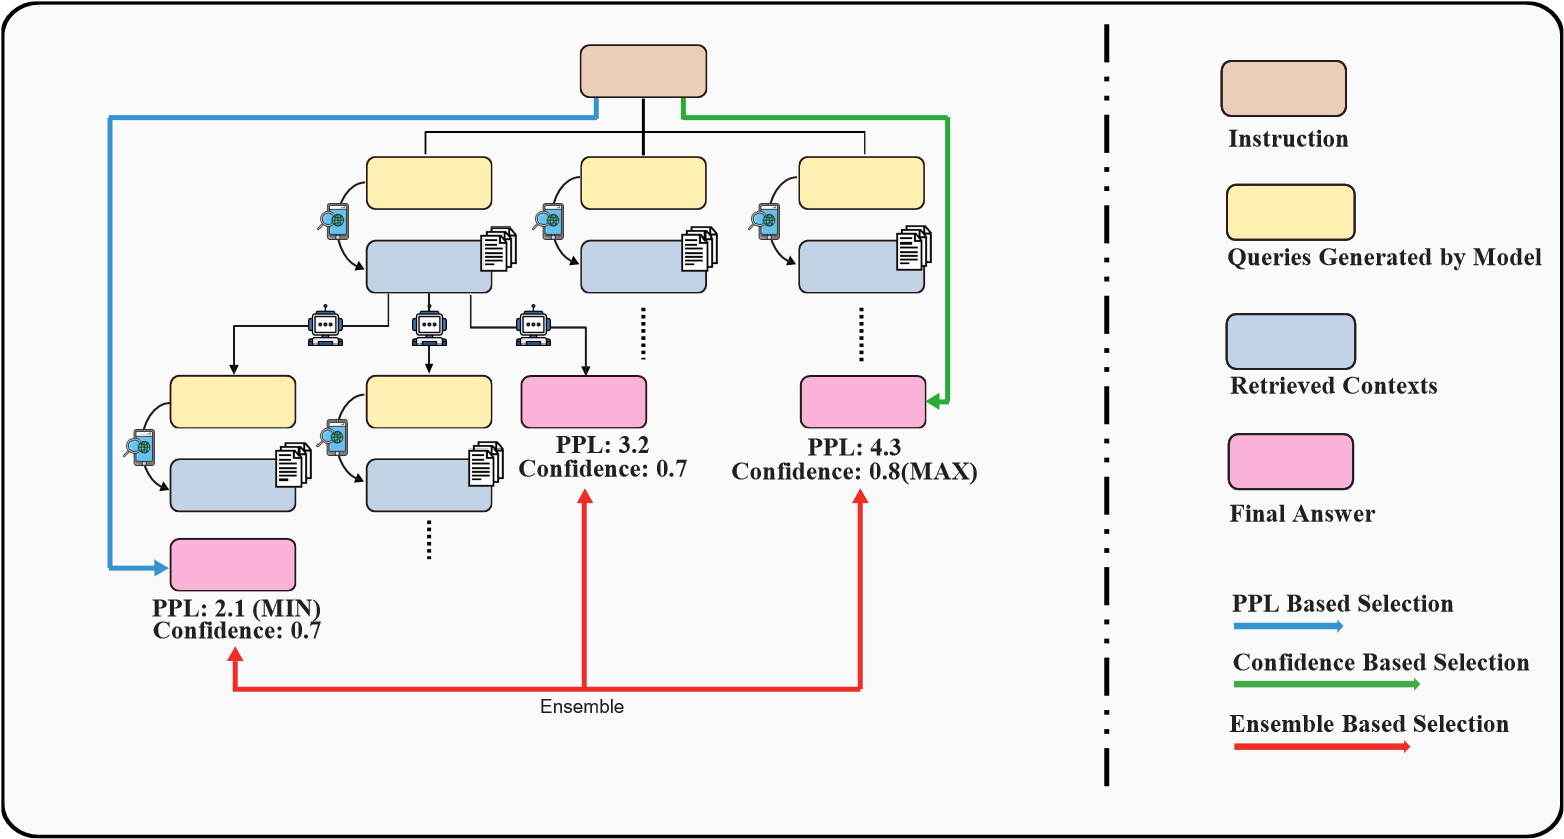 PPL: 3.2
Confidence: 0.7
PPL: 4.3
Confidence: 0.8(MAX)
PPL: 2.1 (MIN)
Confidence: 0.7
Ensemble
Instruction
Queries Generated by Model
Retrieved Contexts
Final Answer
PPL Based Selection
Confidence Based Selection
Ensemble Based Selection